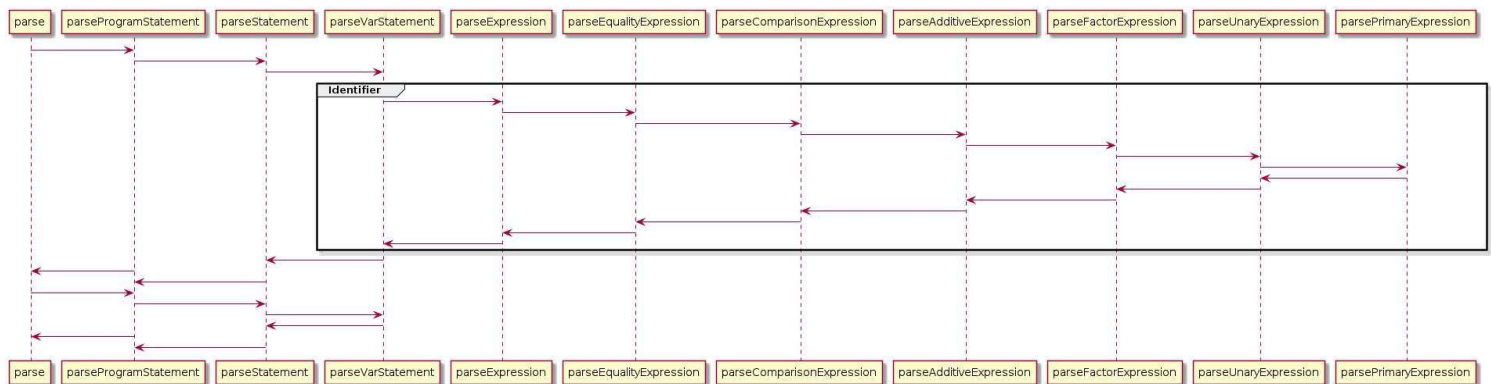 parse parseProgramStatement parseStatement parseVarStatement parseExpression parseEqualityExpression parseComparisonExpression parseAdditiveExpression parseFactorExpression parseUnaryExpression parsePrimaryExpression
Identifier
parse parseProgramStatement parseStatement parseVarStatement parseExpression parseEqualityExpression parseComparisonExpression parseAdditiveExpression parseFactorExpression parseUnaryExpression parsePrimaryExpression